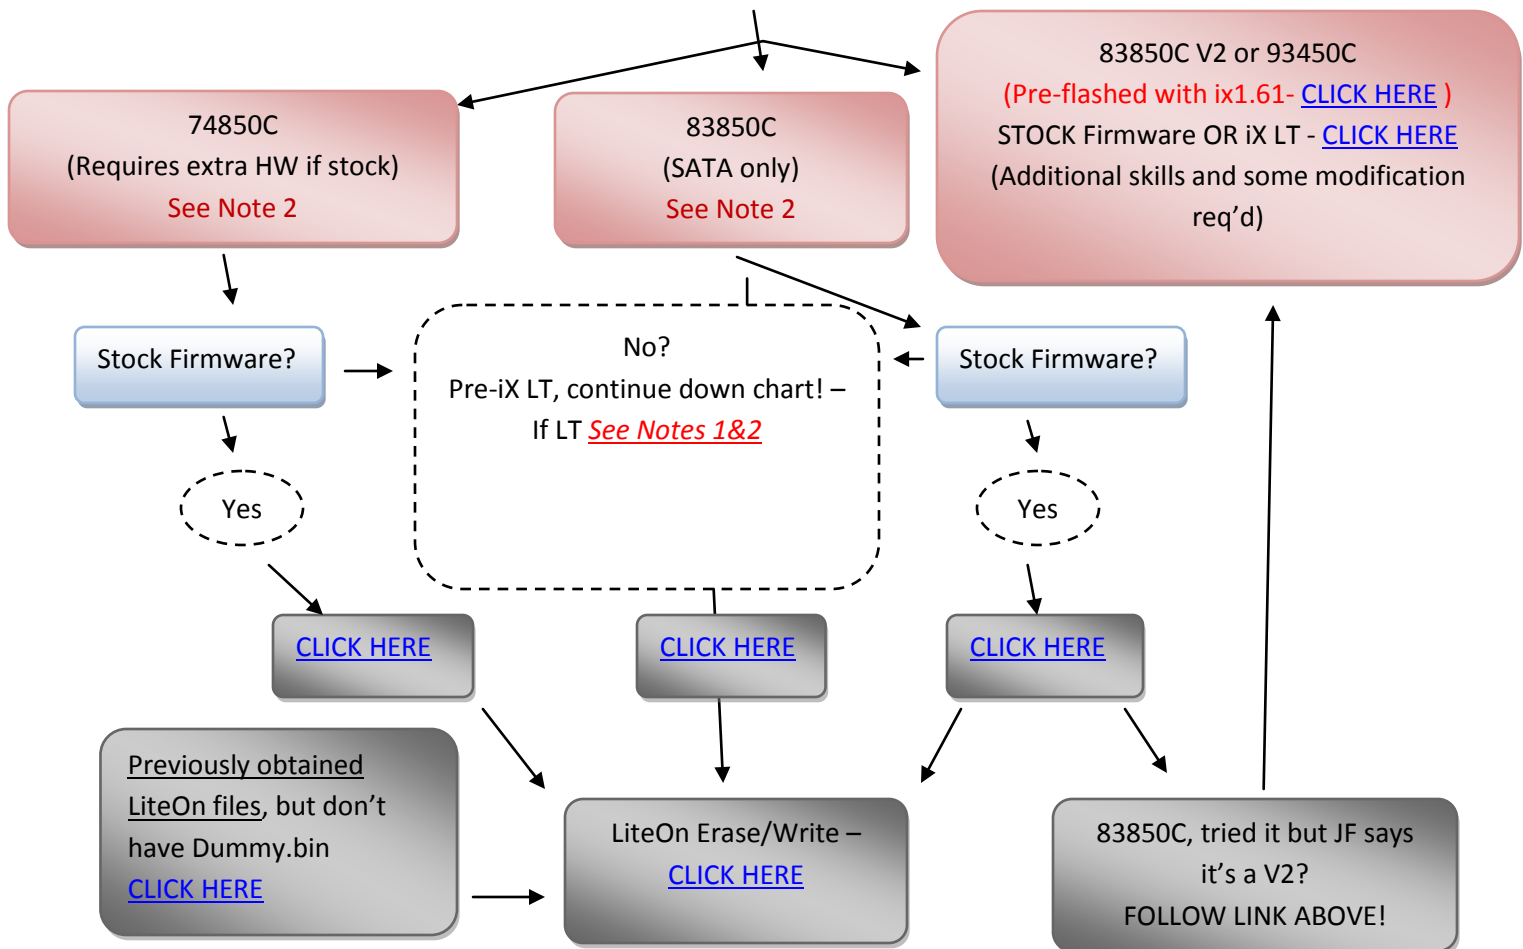 74850C
(Requires extra HW if stock)
See Note 2
83850C
(SATA only)
See Note 2
83850C V2 or 93450C
(Pre-flashed with ix1.61- CLICK HERE )
STOCK Firmware OR iX LT - CLICK HERE
(Additional skills and some modification
req’d)
Stock Firmware?
No?
Pre-iX LT, continue down chart! –
If LT See Notes 1&2
Stock Firmware?
Yes
Yes
CLICK HERE
CLICK HERE
CLICK HERE
Previously obtained
LiteOn files, but don’t
have Dummy.bin
CLICK HERE
LiteOn Erase/Write –
CLICK HERE
83850C, tried it but JF says
it’s a V2?
FOLLOW LINK ABOVE!